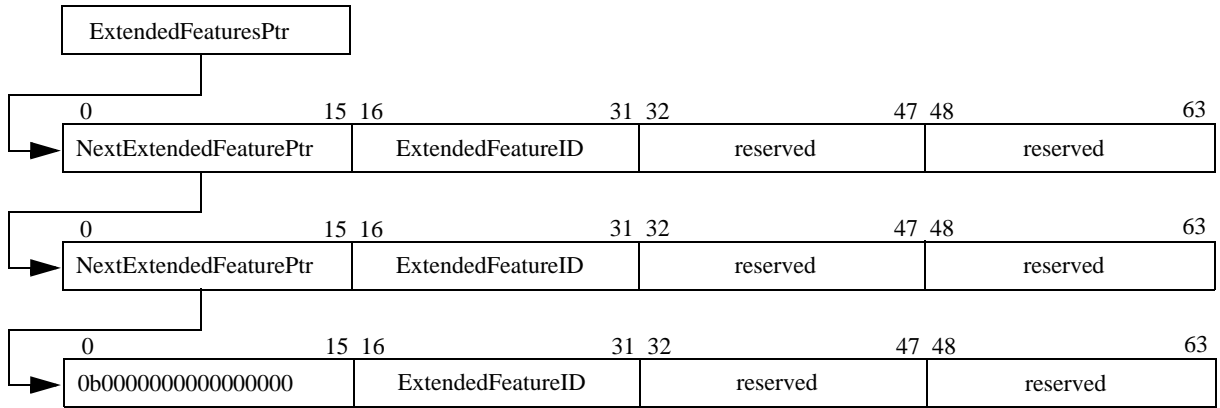 ExtendedFeaturesPtr
0 15 16 31 32 47 48 63
NextExtendedFeaturePtr ExtendedFeatureID reserved reserved
0 15 16 31 32 47 48 63
NextExtendedFeaturePtr ExtendedFeatureID reserved reserved
0 15 16 31 32 47 48 63
0b0000000000000000 ExtendedFeatureID reserved reserved